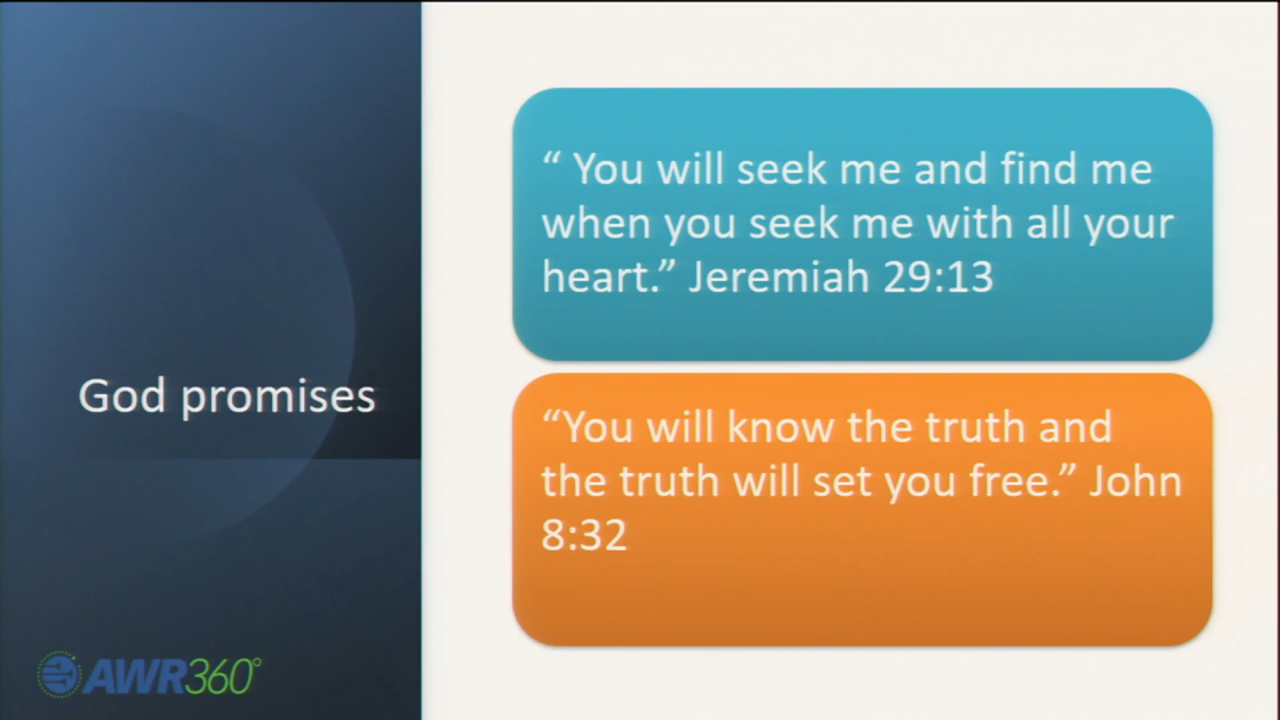 God promises
“ You will seek me and find me
when you seek me with all your
heart.” Jeremiah 29:13
“You will know the truth and
the truth will set you free.” John
8:32
AWR360°